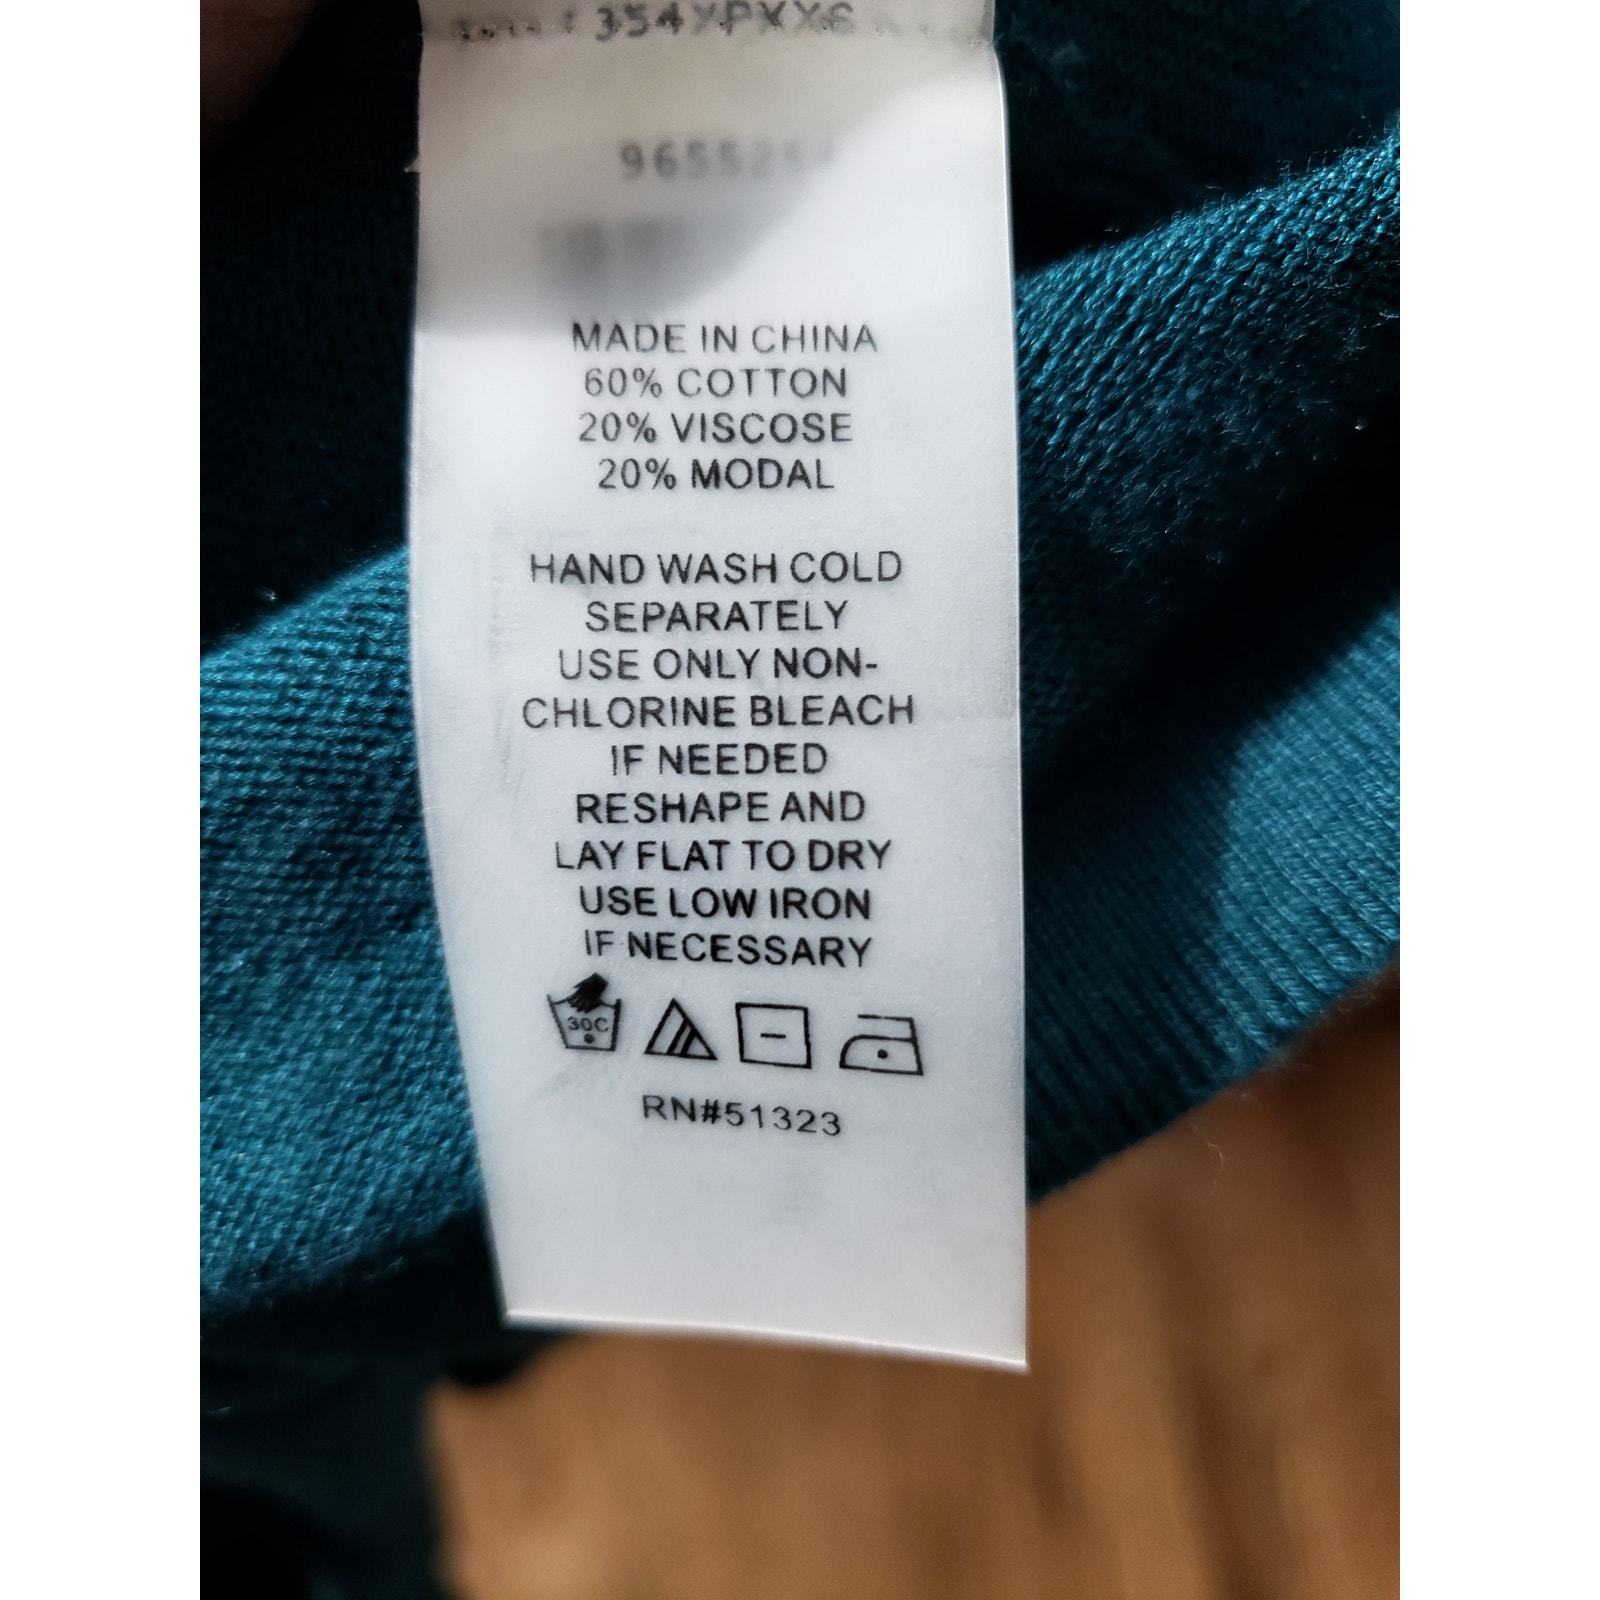 354YPXX6
MADE IN CHINA
60% COTTON
20% VISCOSE
20% MODAL
HAND WASH COLD
SEPARATELY
USE ONLY NON-
CHLORINE BLEACH
IF NEEDED
RESHAPE AND
LAY FLAT TO DRY
USE LOW IRON
IF NECESSARY
30C
RN#51323